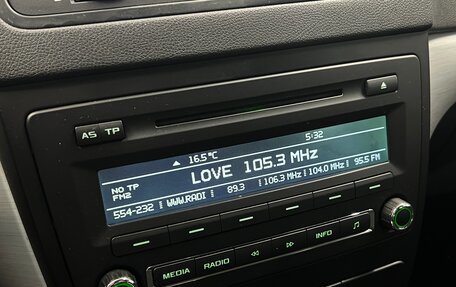 AS TP
16.5°C 5:32
LOVE 105.3 MHz
NO TP
FM2
554-232 WWW.RADI 89.3 106.3 MHz 104.0 MHz 95.5 FM
MEDIA RADIO INFO